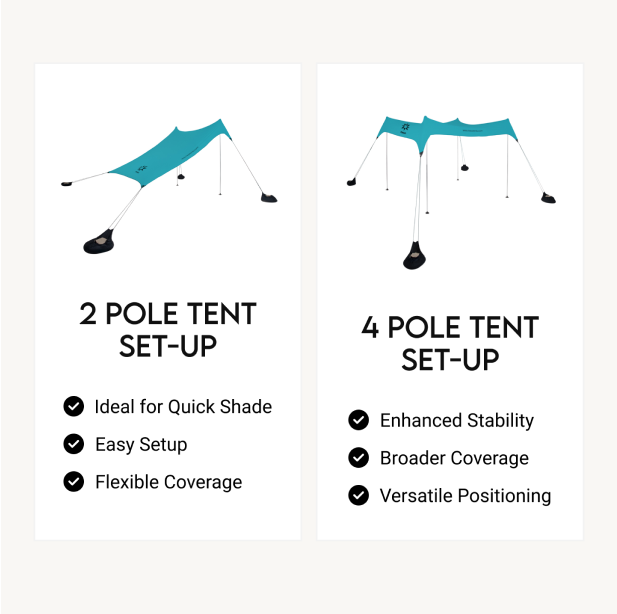 2 POLE TENT
SET-UP
Ideal for Quick Shade
Easy Setup
Flexible Coverage
4 POLE TENT
SET-UP
Enhanced Stability
Broader Coverage
Versatile Positioning